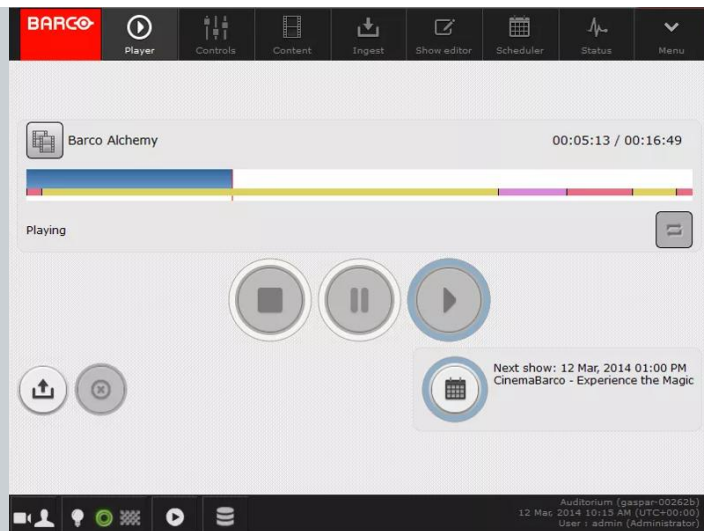 BARCO
Player
Controls
Content
Ingest
Show editor
Scheduler
Status
Menu
Barco Alchemy
00:05:13 / 00:16:49
Playing
Next show: 12 Mar, 2014 01:00 PM
CinemaBarco - Experience the Magic
Auditorium (gaspar-00262b)
12 Mar, 2014 10:15 AM (UTC+00:00)
User : admin (Administrator)